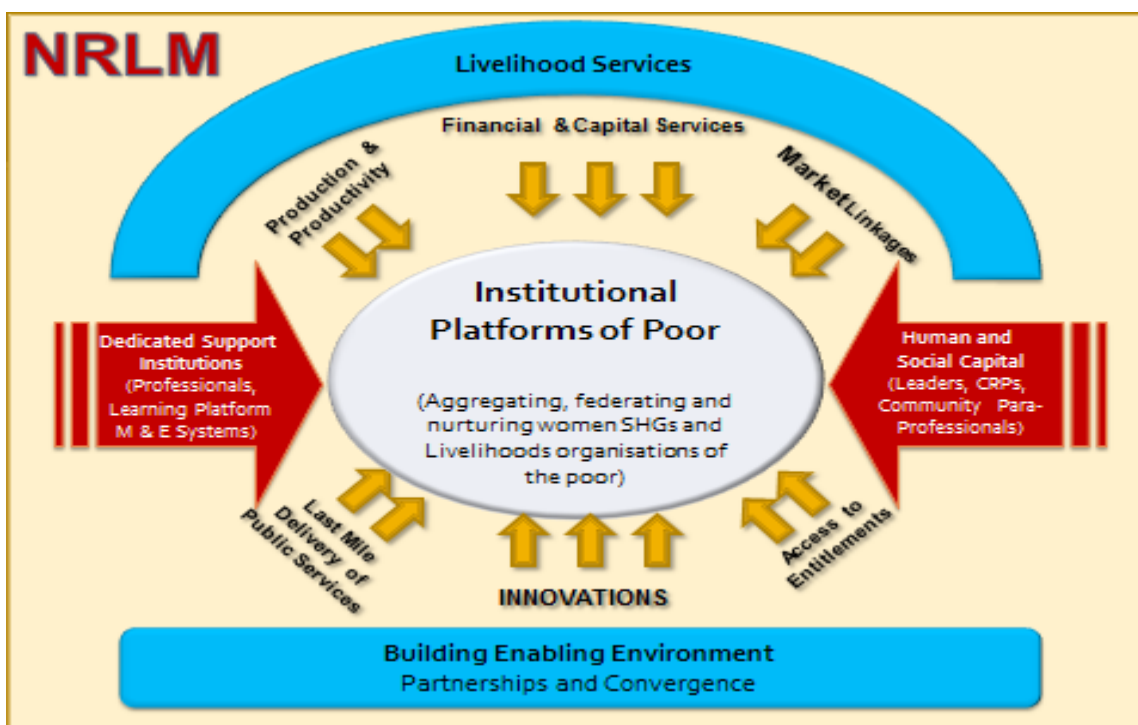 NRLM
Livelihood Services
Financial & Capital Services
Production &
Productivity
Market Linkages
Institutional
Platforms of Poor
(Aggregating, federating and
nurturing women SHGs and
Livelihoods organisations of
the poor)
Dedicated Support
Institutions
(Professionals,
Learning Platform
M & E Systems)
Human and
Social Capital
(Leaders, CRPs,
Community Para-
Professionals)
Last Mile
Delivery of
Public Services
INNOVATIONS
Access to
Entitlements
Building Enabling Environment
Partnerships and Convergence